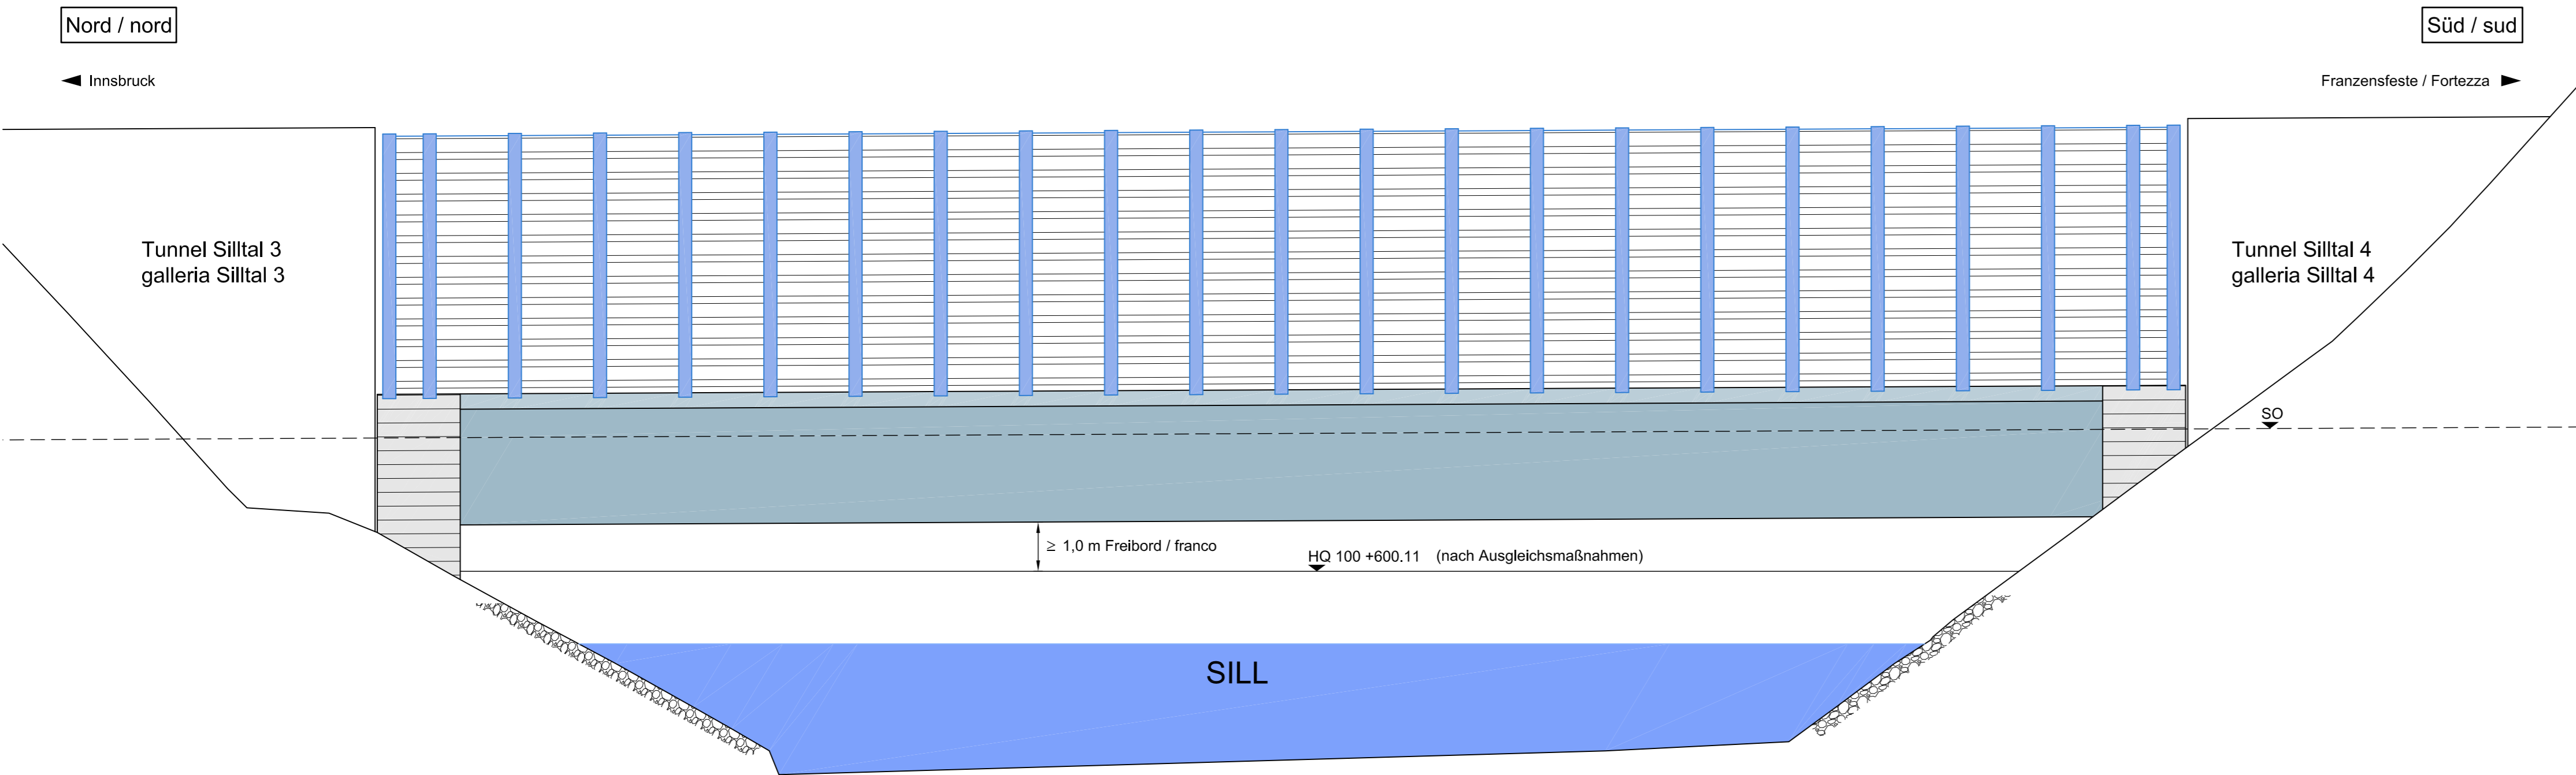 Nord / nord
Süd / sud
Innsbruck
Franzensfeste / Fortezza
Tunnel Silltal 3
galleria Silltal 3
Tunnel Silltal 4
galleria Silltal 4
SO
≥ 1,0 m Freibord / franco
HQ 100 +600.11 (nach Ausgleichsmaßnahmen)
SILL